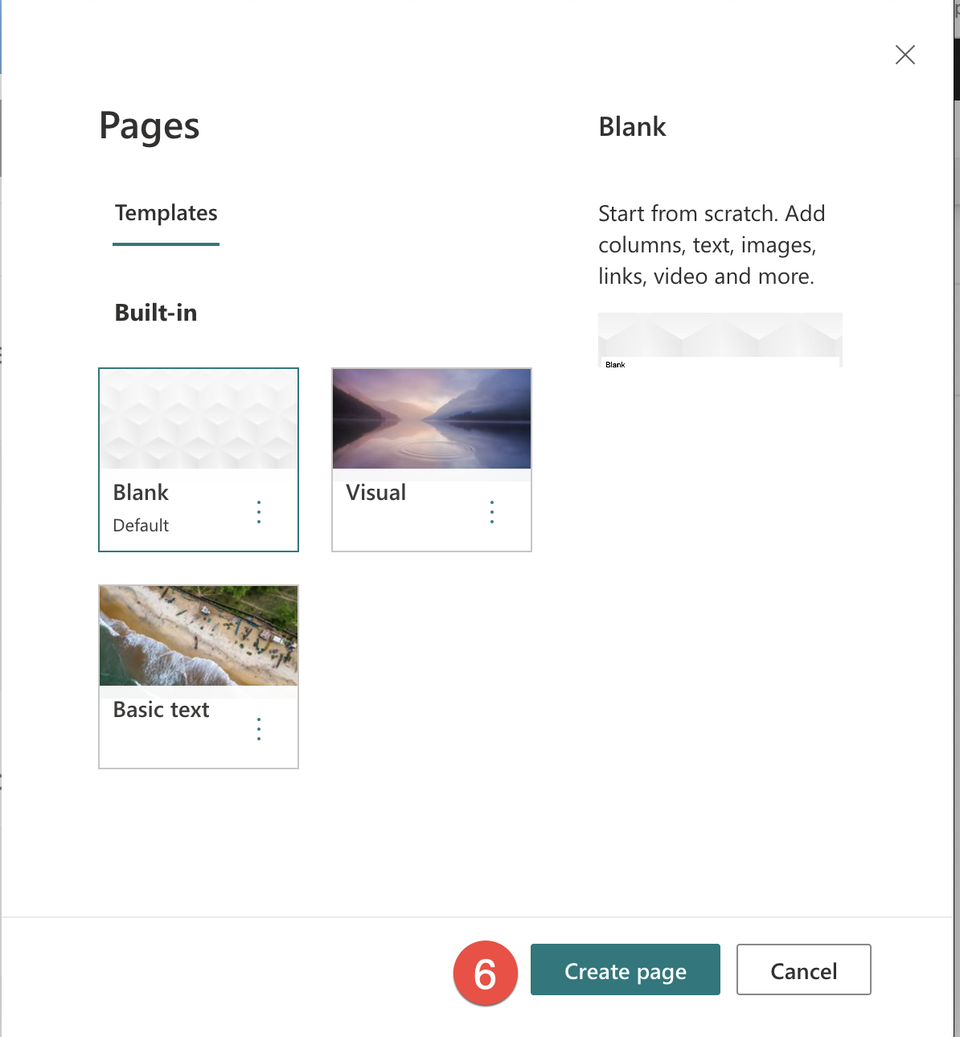 Pages
Templates
Built-in
Blank
Default
Visual
Basic text
Blank
Start from scratch. Add
columns, text, images,
links, video and more.
Blank
6
Create page
Cancel